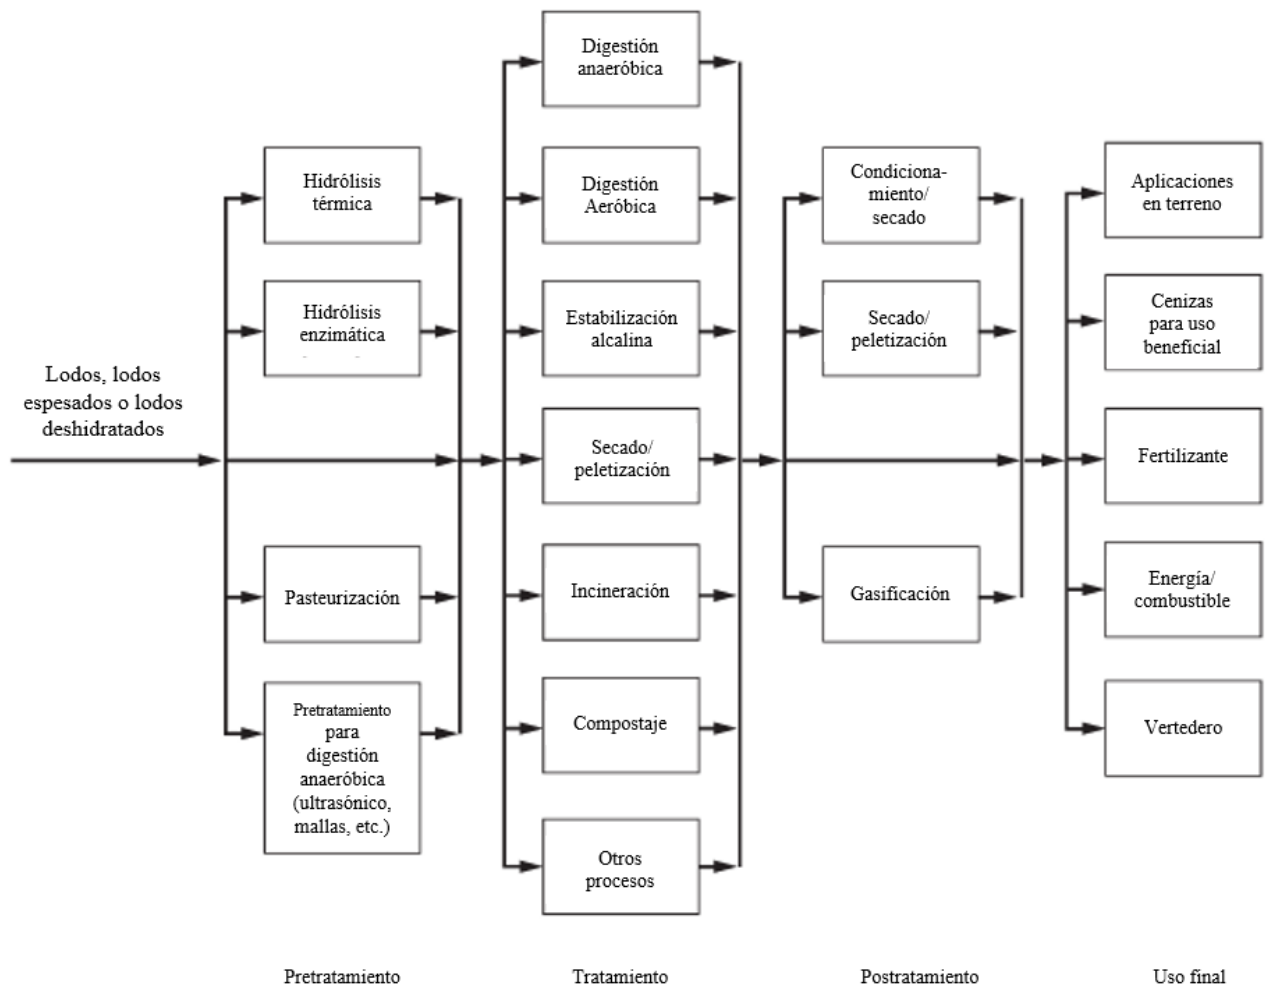 Lodos, lodos
espesados o lodos
deshidratados
Hidrólisis
térmica
Hidrólisis
enzimática
Pasteurización
Pretratamiento
para
digestión
anaeróbica
(ultrasónico,
mallas, etc.)
Pretratamiento
Digestión
anaeróbica
Digestión
Aeróbica
Estabilización
alcalina
Secado/
peletización
Incineración
Compostaje
Otros
procesos
Tratamiento
Condiciona-
miento/
secado
Secado/
peletización
Gasificación
Postratamiento
Aplicaciones
en terreno
Cenizas
para uso
beneficial
Fertilizante
Energía/
combustible
Vertedero
Uso final